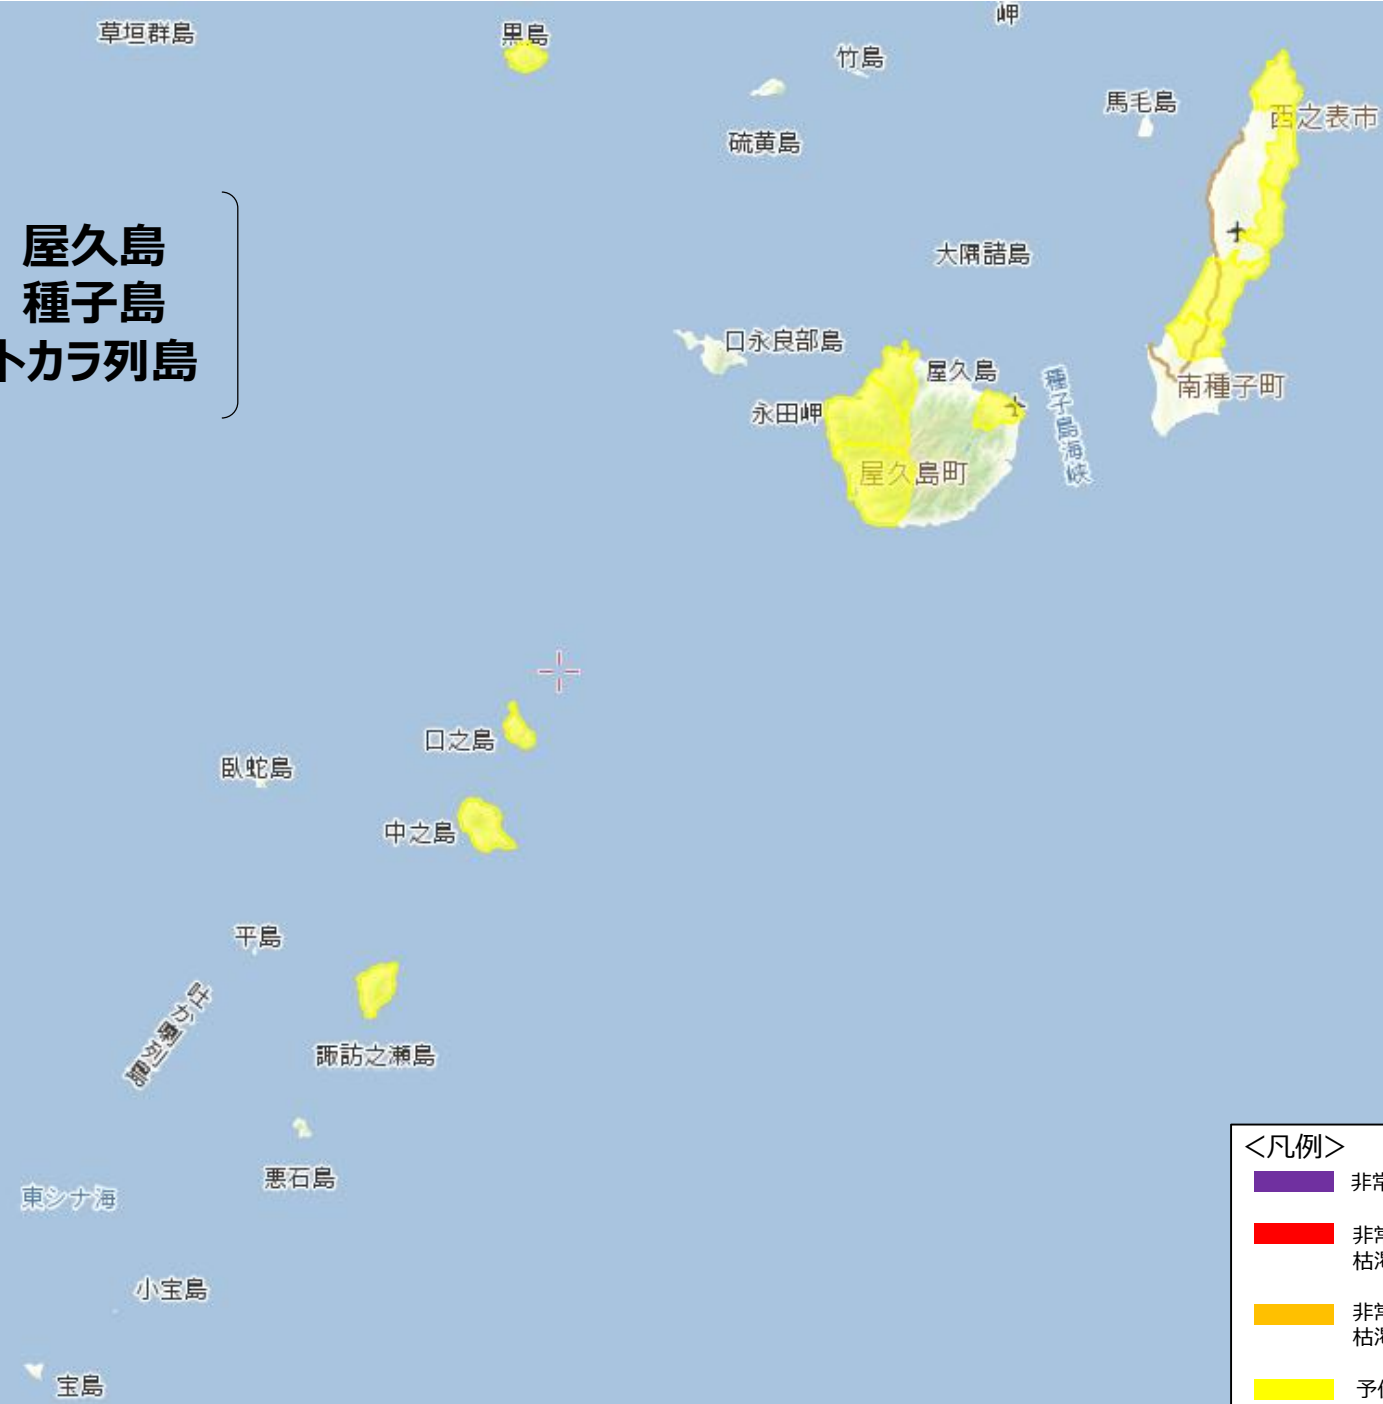 草垣群島
黒島
岬
竹島
馬毛島
西之表市
硫黄島
屋久島
種子島
トカラ列島
大隅諸島
口永良部島
屋久島
種子島海峡
南種子町
永田岬
屋久島町
口之島
臥蛇島
中之島
平島
吐か喇列島
諏訪之瀬島
悪石島
東シナ海
小宝島
宝島
＜凡例＞
非常
非常
枯渇
非常
枯渇
予備